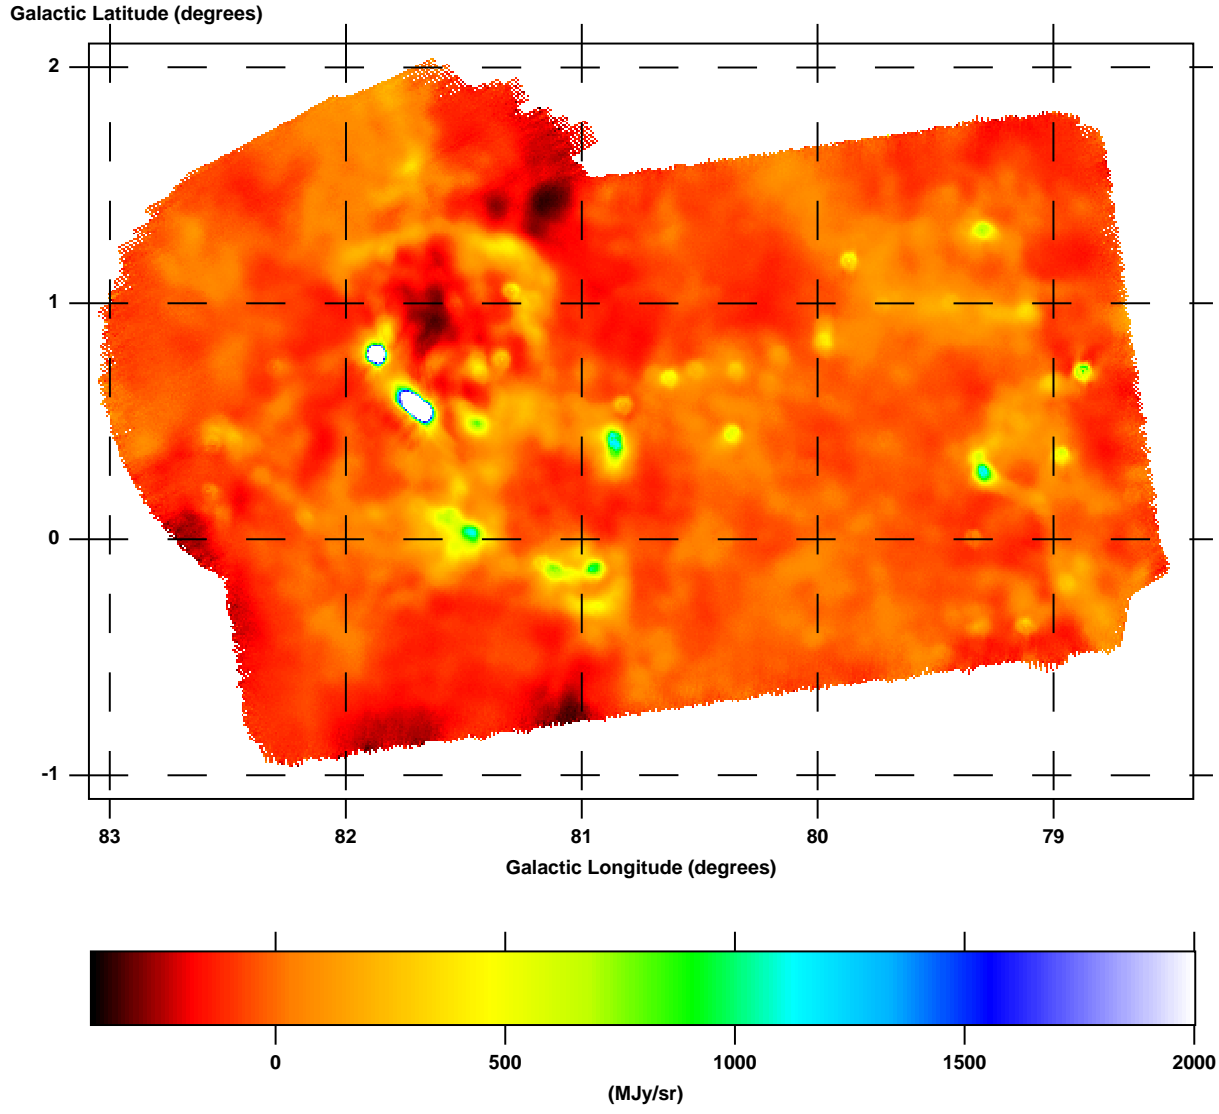 Galactic Latitude (degrees)
2
1
0
-1
83 82 81 80 79
Galactic Longitude (degrees)
0 500 1000 1500 2000
(MJy/sr)